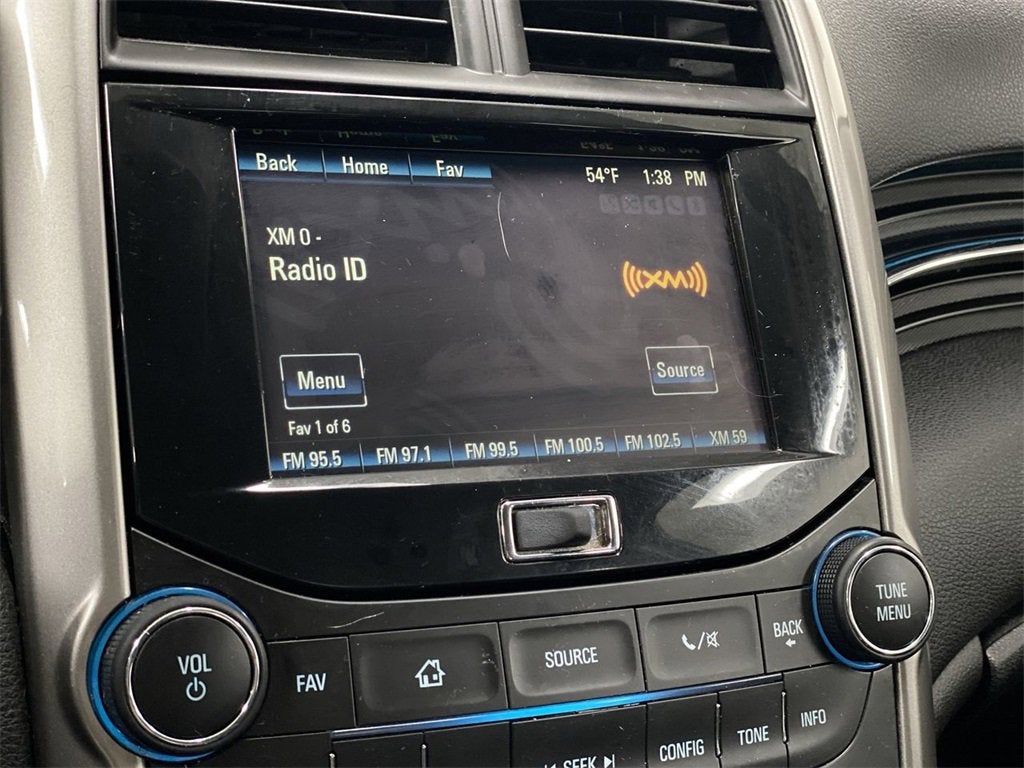 Back Home Fav
54°F 1:38 PM
XM 0 -
Radio ID
XM
Menu
Source
Fav 1 of 6
FM 95.5 FM 97.1 FM 99.5 FM 100.5 FM 102.5 XM 59
VOL
FAV
SOURCE
BACK
TUNE
MENU
SEEK
CONFIG
TONE
INFO